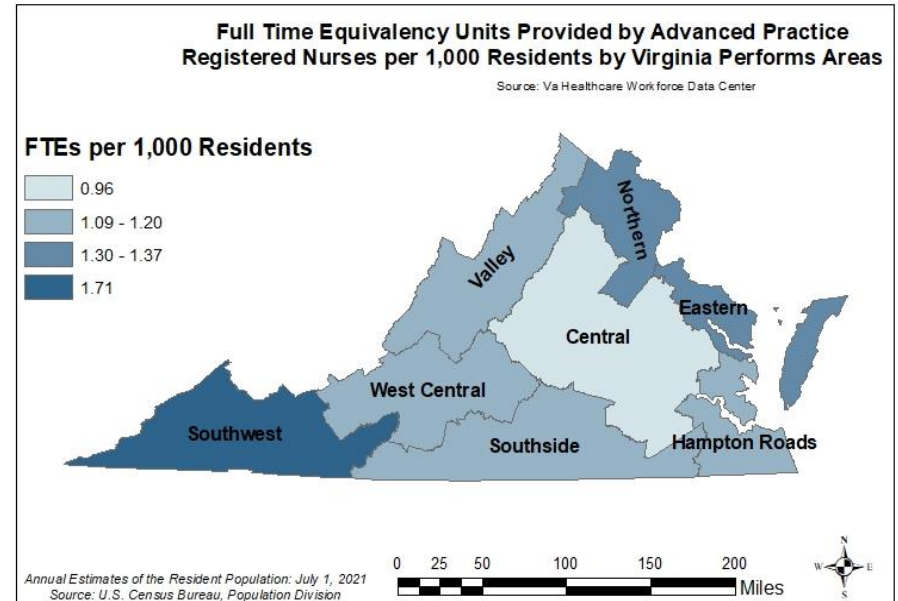 Full Time Equivalency Units Provided by Advanced Practice
Registered Nurses per 1,000 Residents by Virginia Performs Areas
Source: Va Healthcare Work force Data Center
FTEs per 1,000 Residents
0.96
1.09 - 1.20
1.30 - 1.37
1.71
Northern
Valley
Eastern
Central
West Central
Southwest
Southside
Hampton Roads
Annual Estimates of the Resident Population: July 1, 2021
Source: U.S. Census Bureau, Population Division
0 25 50 100 150 200
Miles
N
W E
S